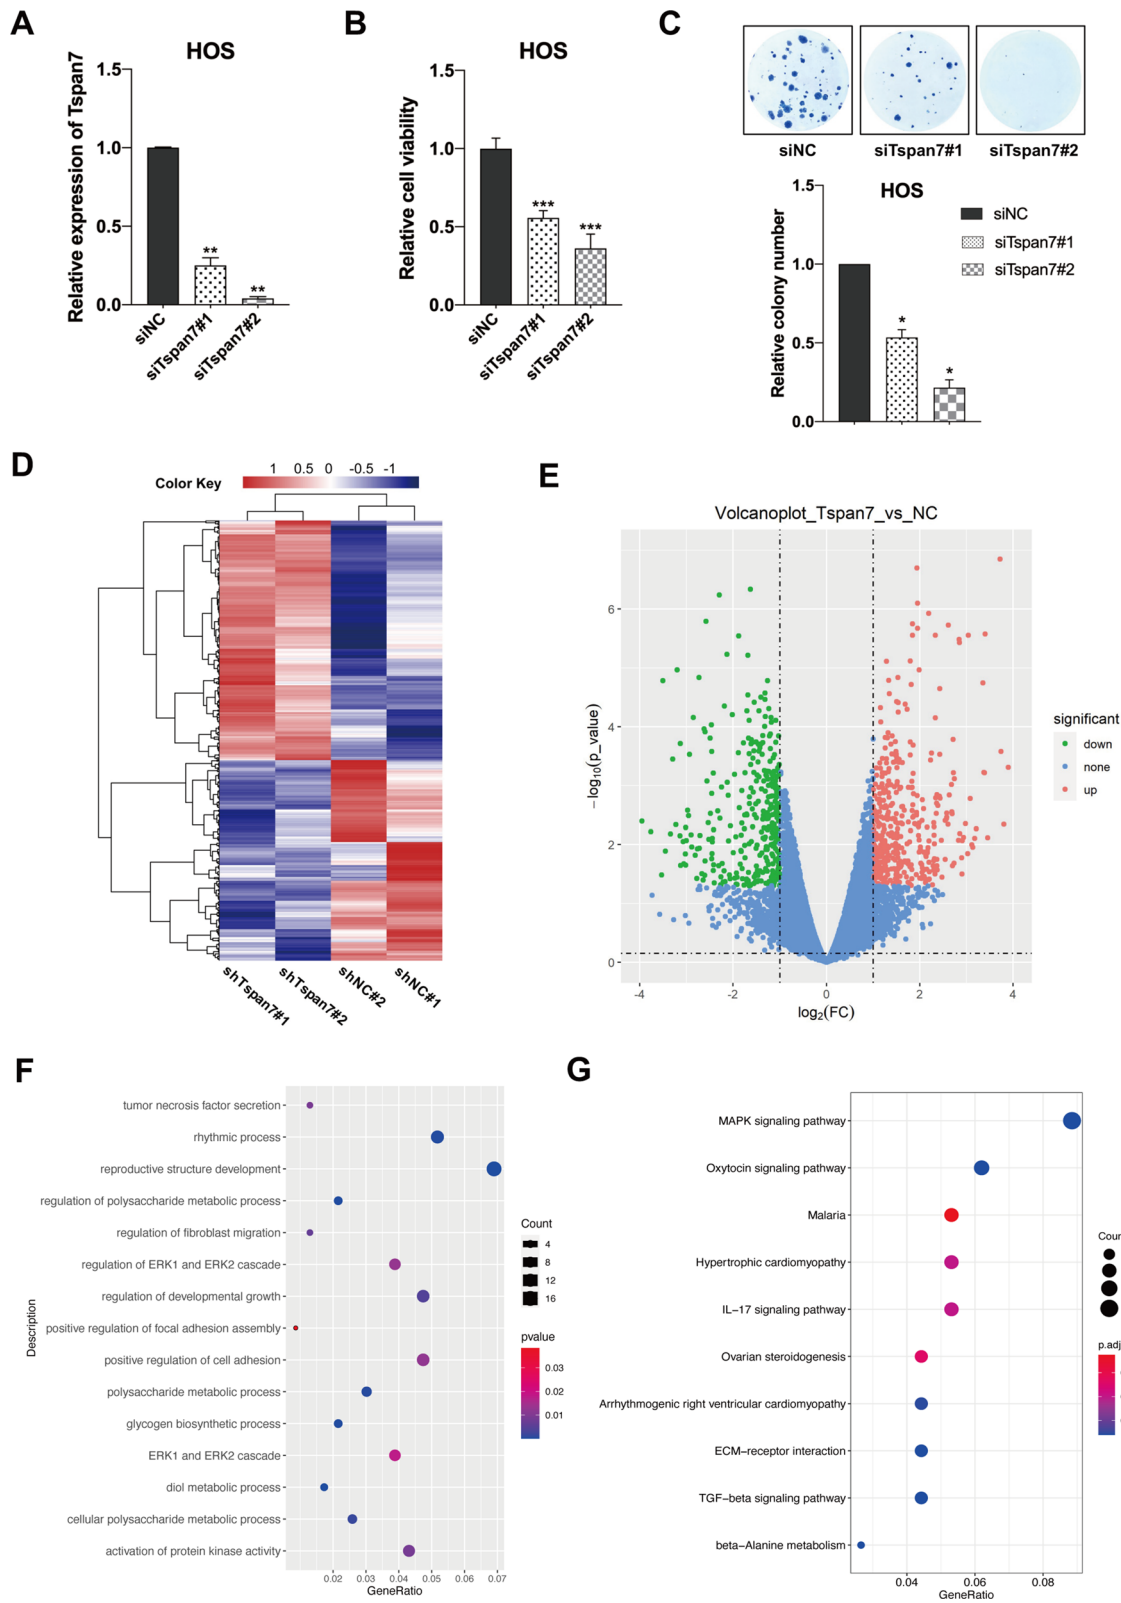 A
HOS
Relative expression of Tspan7
1.5
1.0
0.5
0.0
**
**
siNC
siTspan7#1
siTspan7#2
B
HOS
Relative cell viability
1.5
1.0
0.5
0.0
***
***
siNC
siTspan7#1
siTspan7#2
C
siNC
siTspan7#1
siTspan7#2
HOS
Relative colony number
1.5
1.0
0.5
0.0
*
*
siNC
siTspan7#1
siTspan7#2
D
Color Key
1 0.5 0 -0.5 -1
shTspan7#1
shTspan7#2
shNC#2
shNC#1
E
Volcanoplot_Tspan7_vs_NC
−log10(p_value)
6
4
2
0
-4 -2 0 2 4
log2(FC)
significant
down
none
up
F
Description
tumor necrosis factor secretion
rhythmic process
reproductive structure development
regulation of polysaccharide metabolic process
regulation of fibroblast migration
regulation of ERK1 and ERK2 cascade
regulation of developmental growth
positive regulation of focal adhesion assembly
positive regulation of cell adhesion
polysaccharide metabolic process
glycogen biosynthetic process
ERK1 and ERK2 cascade
diol metabolic process
cellular polysaccharide metabolic process
activation of protein kinase activity
0.02 0.03 0.04 0.05 0.06 0.07
GeneRatio
Count
4
8
12
16
pvalue
0.03
0.02
0.01
G
MAPK signaling pathway
Oxytocin signaling pathway
Malaria
Hypertrophic cardiomyopathy
IL−17 signaling pathway
Ovarian steroidogenesis
Arrhythmogenic right ventricular cardiomyopathy
ECM−receptor interaction
TGF−beta signaling pathway
beta−Alanine metabolism
0.04 0.06 0.08
GeneRatio
Cour
p.adj